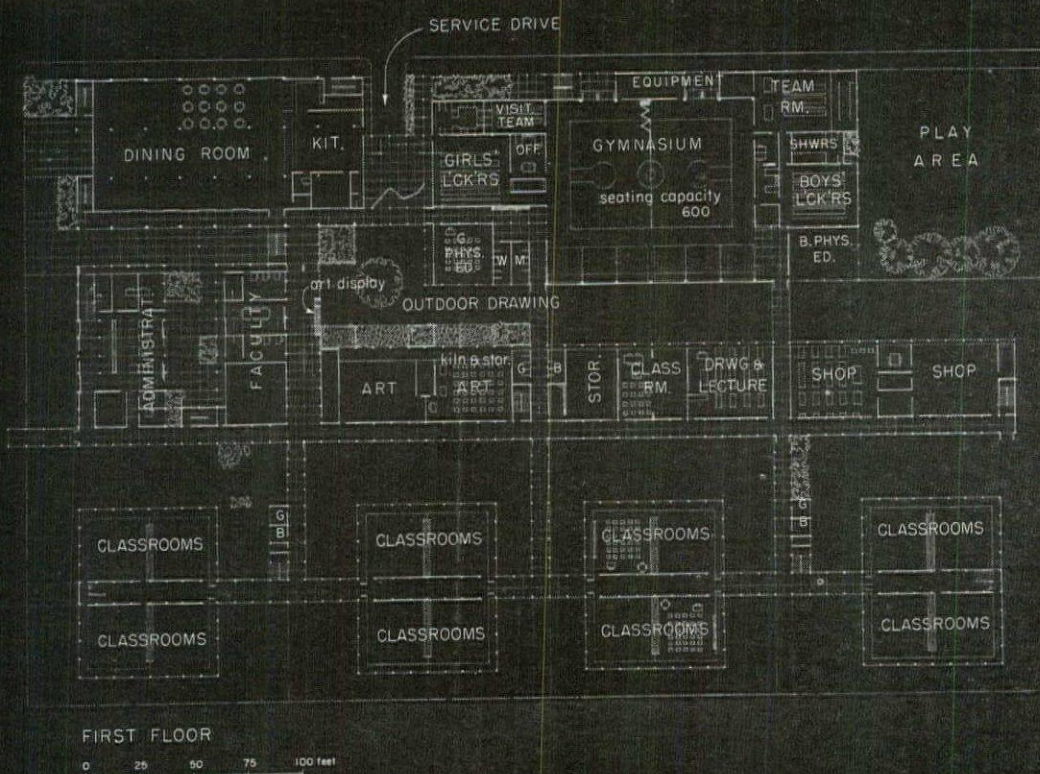 SERVICE DRIVE
EQUIPMENT
TEAM
RM.
VISIT.
TEAM
DINING ROOM
KIT.
OFF.
GYMNASIUM
SHWRS
PLAY
AREA
GIRLS
LCK'RS
seating capacity
600
BOYS'
LCK'RS
G.
PHYS.
ED.
W
M
B. PHYS.
ED.
art display
OUTDOOR DRAWING
ADMINISTRAT
FACULTY
kiln & stor.
ART
ART
G
B
STOR.
CLASS
RM.
DRWG &
LECTURE
SHOP
SHOP
G
B
G
B
CLASSROOMS
CLASSROOMS
CLASSROOMS
CLASSROOMS
CLASSROOMS
CLASSROOMS
CLASSROOMS
CLASSROOMS
FIRST FLOOR
0 25 50 75 100 feet